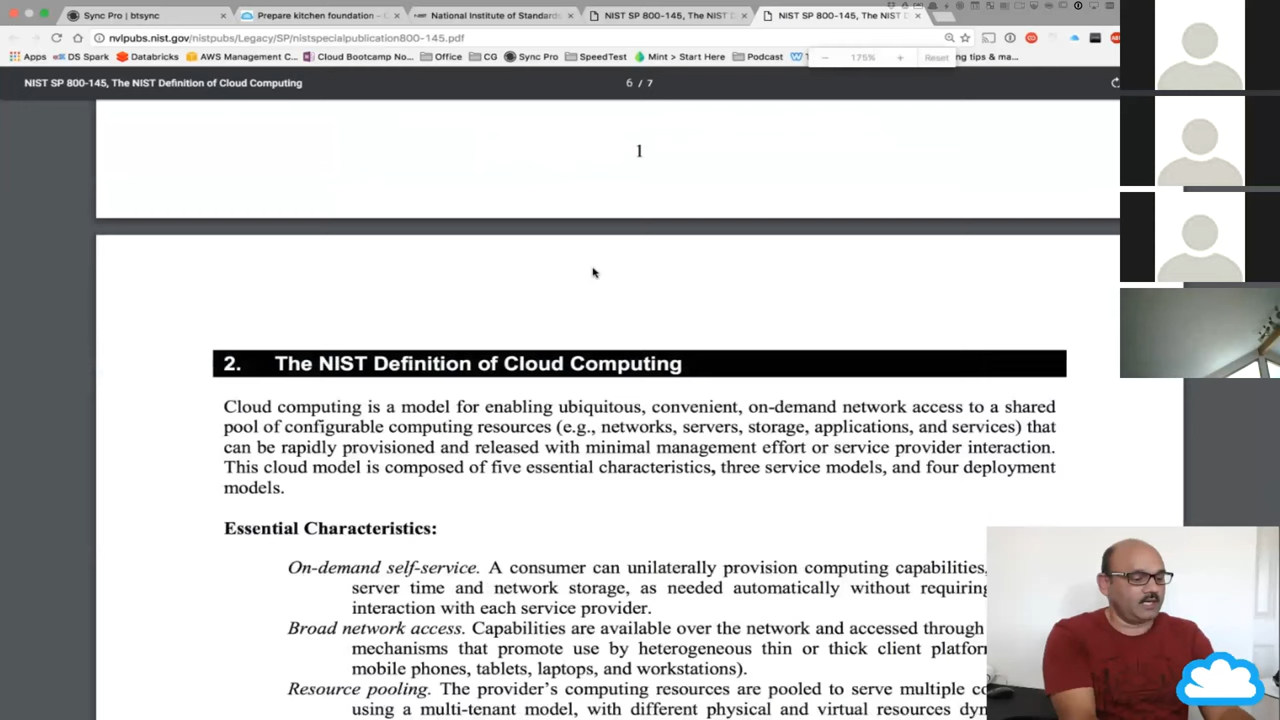 Sync Pro | btsync
Prepare kitchen foundation –
National Institute of Standard
NIST SP 800-145, The NIST D
NIST SP 800-145, The NIST D
nvlpubs.nist.gov/nistpubs/Legacy/SP/nistspecialpublication800-145.pdf
Apps DS Spark Databricks AWS Management C... Cloud Bootcamp No... Office CG Sync Pro SpeedTest Mint > Start Here Podcast
175% Reset
ng tips & ma...
NIST SP 800-145, The NIST Definition of Cloud Computing
6 / 7
1
2. The NIST Definition of Cloud Computing
Cloud computing is a model for enabling ubiquitous, convenient, on-demand network access to a shared
pool of configurable computing resources (e.g., networks, servers, storage, applications, and services) that
can be rapidly provisioned and released with minimal management effort or service provider interaction.
This cloud model is composed of five essential characteristics, three service models, and four deployment
models.
Essential Characteristics:
On-demand self-service. A consumer can unilaterally provision computing capabilities,
server time and network storage, as needed automatically without requiring
interaction with each service provider.
Broad network access. Capabilities are available over the network and accessed through
mechanisms that promote use by heterogeneous thin or thick client platform
mobile phones, tablets, laptops, and workstations).
Resource pooling. The provider's computing resources are pooled to serve multiple co
using a multi-tenant model, with different physical and virtual resources dyn